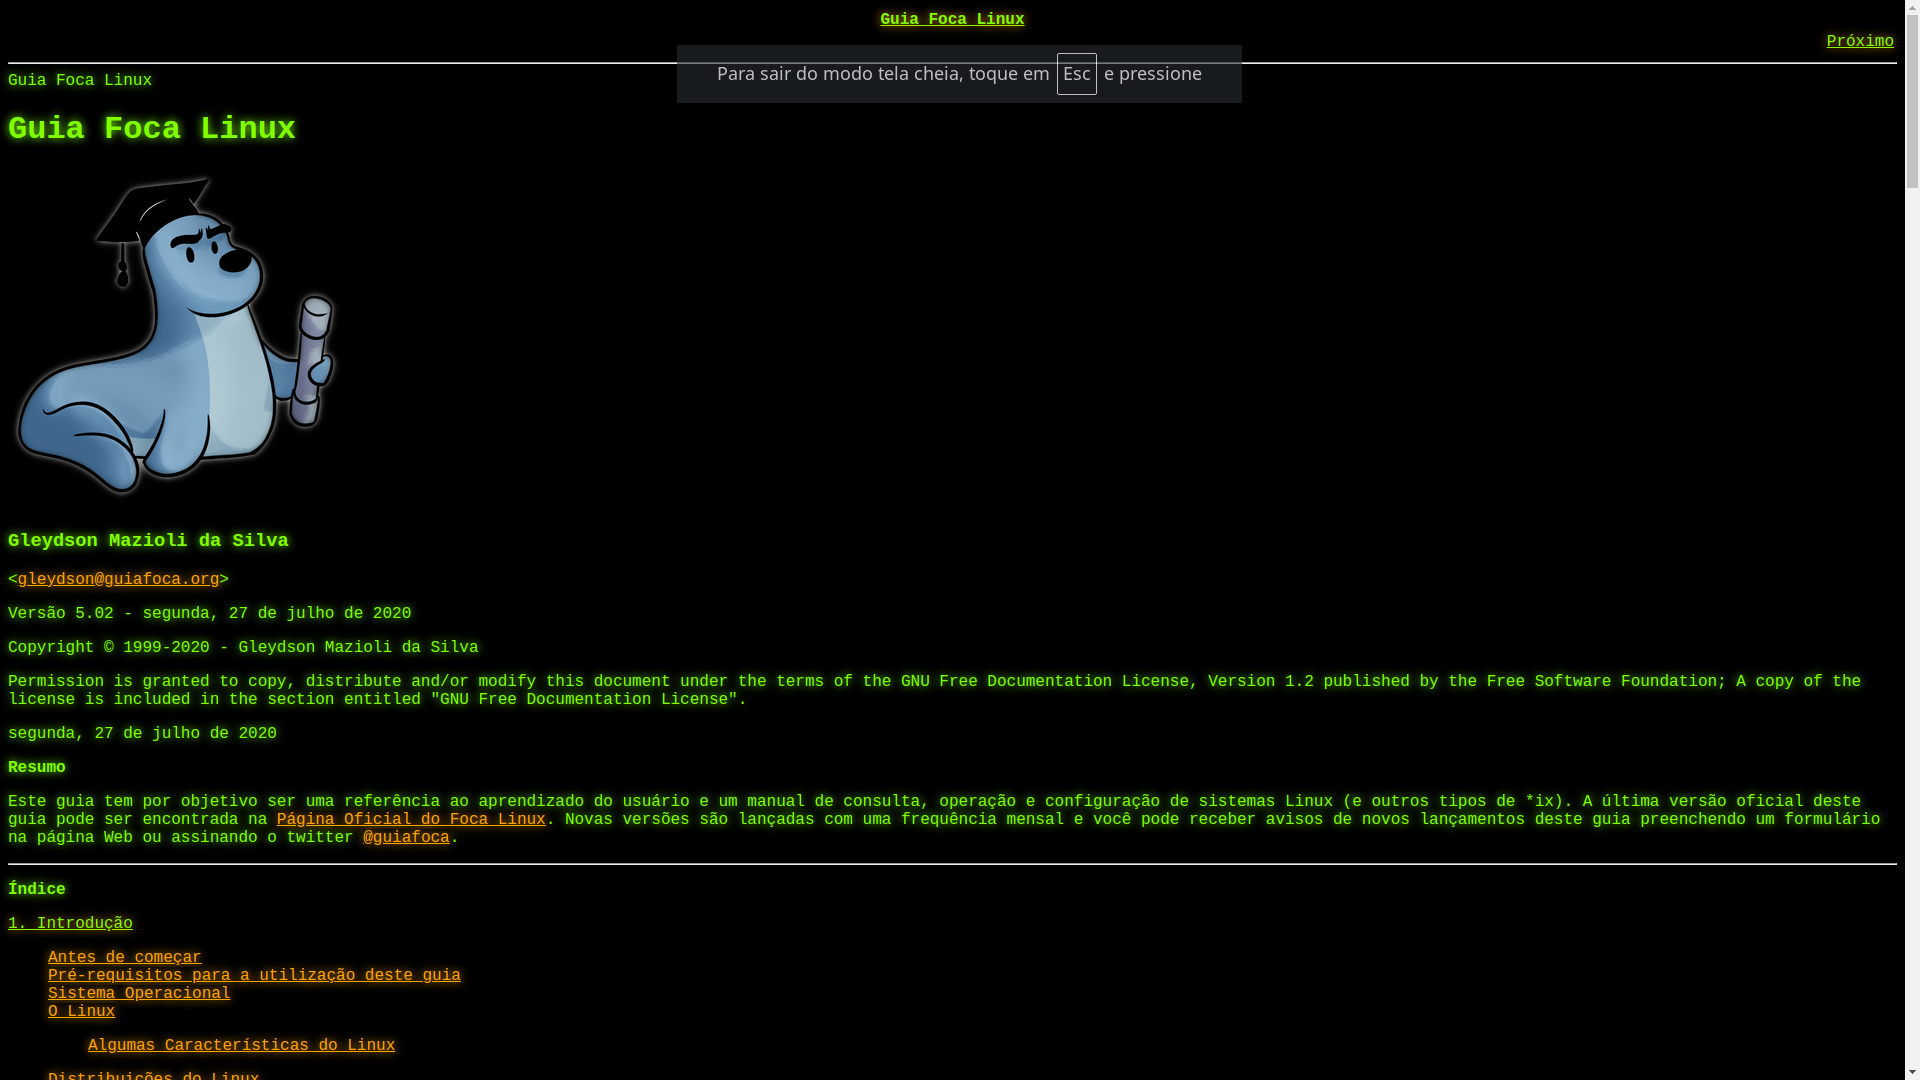 Guia Foca Linux
Próximo
Para sair do modo tela cheia, toque em Esc e pressione
Guia Foca Linux
Guia Foca Linux
Gleydson Mazioli da Silva
<gleydson@guiafoca.org>
Versão 5.02 - segunda, 27 de julho de 2020
Copyright © 1999-2020 - Gleydson Mazioli da Silva
Permission is granted to copy, distribute and/or modify this document under the terms of the GNU Free Documentation License, Version 1.2 published by the Free Software Foundation; A copy of the
license is included in the section entitled "GNU Free Documentation License".
segunda, 27 de julho de 2020
Resumo
Este guia tem por objetivo ser uma referência ao aprendizado do usuário e um manual de consulta, operação e configuração de sistemas Linux (e outros tipos de *ix). A última versão oficial deste
guia pode ser encontrada na Página Oficial do Foca Linux. Novas versões são lançadas com uma frequência mensal e você pode receber avisos de novos lançamentos deste guia preenchendo um formulário
na página Web ou assinando o twitter @guiafoca.
Índice
1. Introdução
Antes de começar
Pré-requisitos para a utilização deste guia
Sistema Operacional
O Linux
Algumas Características do Linux
Distribuições do Linux